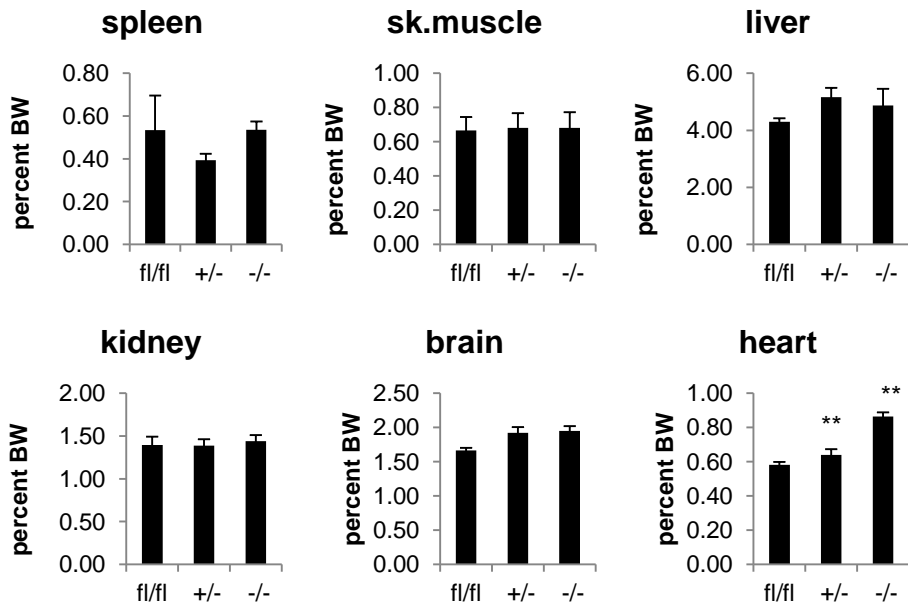 spleen
percent BW
0.80
0.60
0.40
0.20
0.00
fl/fl +/- -/-
sk.muscle
percent BW
1.00
0.80
0.60
0.40
0.20
0.00
fl/fl +/- -/-
liver
percent BW
6.00
4.00
2.00
0.00
fl/fl +/- -/-
kidney
percent BW
2.00
1.50
1.00
0.50
0.00
fl/fl +/- -/-
brain
percent BW
2.50
2.00
1.50
1.00
0.50
0.00
fl/fl +/- -/-
heart
percent BW
1.00
0.80
0.60
0.40
0.20
0.00
**
**
fl/fl +/- -/-